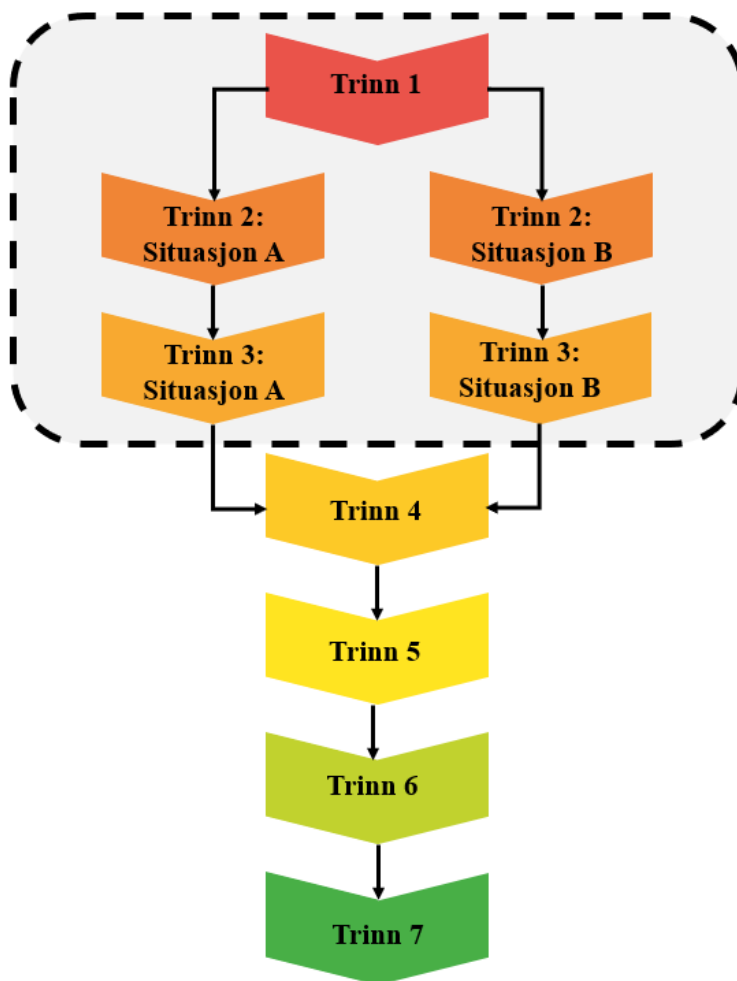 Trinn 1
Trinn 2:
Situasjon A
Trinn 2:
Situasjon B
Trinn 3:
Situasjon A
Trinn 3:
Situasjon B
Trinn 4
Trinn 5
Trinn 6
Trinn 7